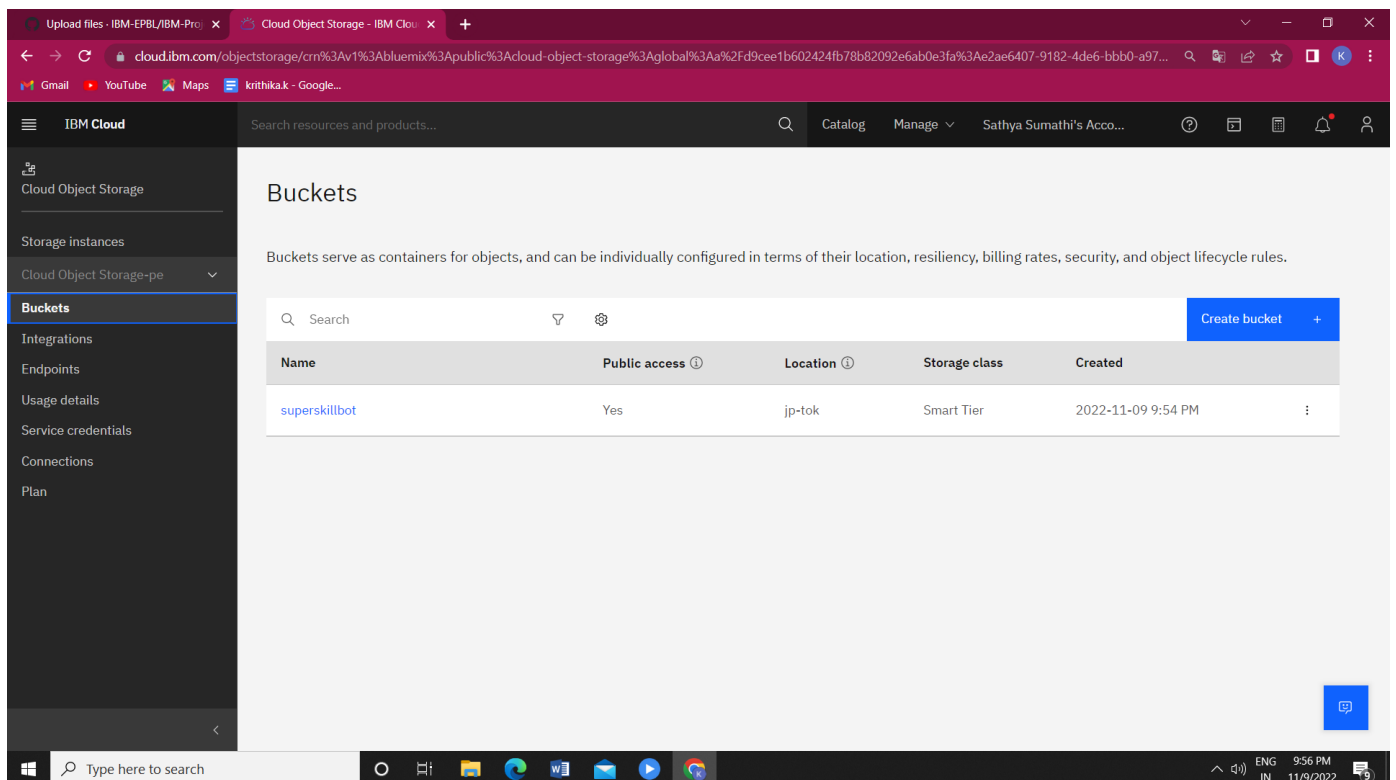 Upload files · IBM-EPBL/IBM-Proj
Cloud Object Storage - IBM Clou
cloud.ibm.com/objectstorage/crn%3Av1%3Abluemix%3Apublic%3Acloud-object-storage%3Aglobal%3Aa%2Fd9cee1b602424fb78b82092e6ab0e3fa%3Ae2ae6407-9182-4de6-bbb0-a97...
K
Gmail YouTube Maps krithika.k - Google...
IBM Cloud Search resources and products... Catalog Manage Sathya Sumathi's Acco...
Cloud Object Storage
Storage instances
Cloud Object Storage-pe
Buckets
Integrations
Endpoints
Usage details
Service credentials
Connections
Plan
Buckets
Buckets serve as containers for objects, and can be individually configured in terms of their location, resiliency, billing rates, security, and object lifecycle rules.
Search Create bucket +
Name Public access Location Storage class Created
superskillbot Yes jp-tok Smart Tier 2022-11-09 9:54 PM
Type here to search
ENG 9:56 PM
IN 11/9/2022
9